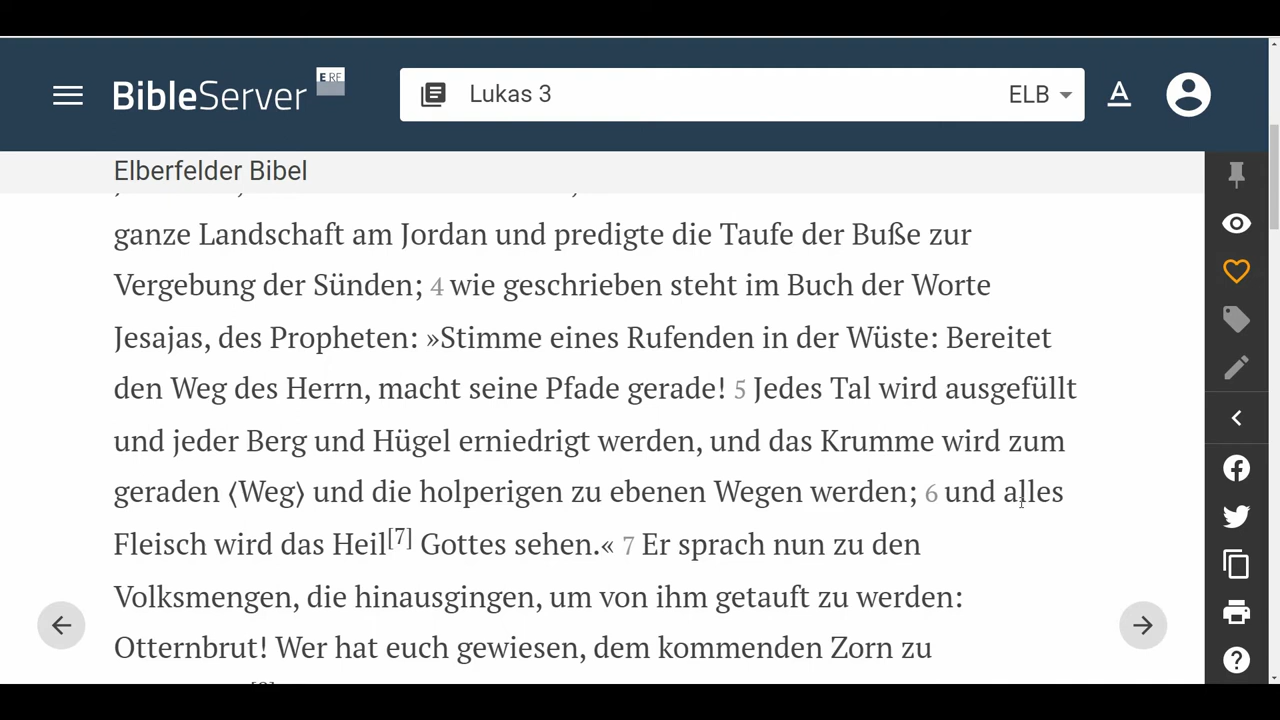 BibleServer ERF
Lukas 3
ELB
A
Elberfelder Bibel
ganze Landschaft am Jordan und predigte die Taufe der Buße zur
Vergebung der Sünden; 4 wie geschrieben steht im Buch der Worte
Jesajas, des Propheten: »Stimme eines Rufenden in der Wüste: Bereitet
den Weg des Herrn, macht seine Pfade gerade! 5 Jedes Tal wird ausgefüllt
und jeder Berg und Hügel erniedrigt werden, und das Krumme wird zum
geraden ⟨Weg⟩ und die holperigen zu ebenen Wegen werden; 6 und alles
Fleisch wird das Heil[7] Gottes sehen.« 7 Er sprach nun zu den
Volksmengen, die hinausgingen, um von ihm getauft zu werden:
Otternbrut! Wer hat euch gewiesen, dem kommenden Zorn zu